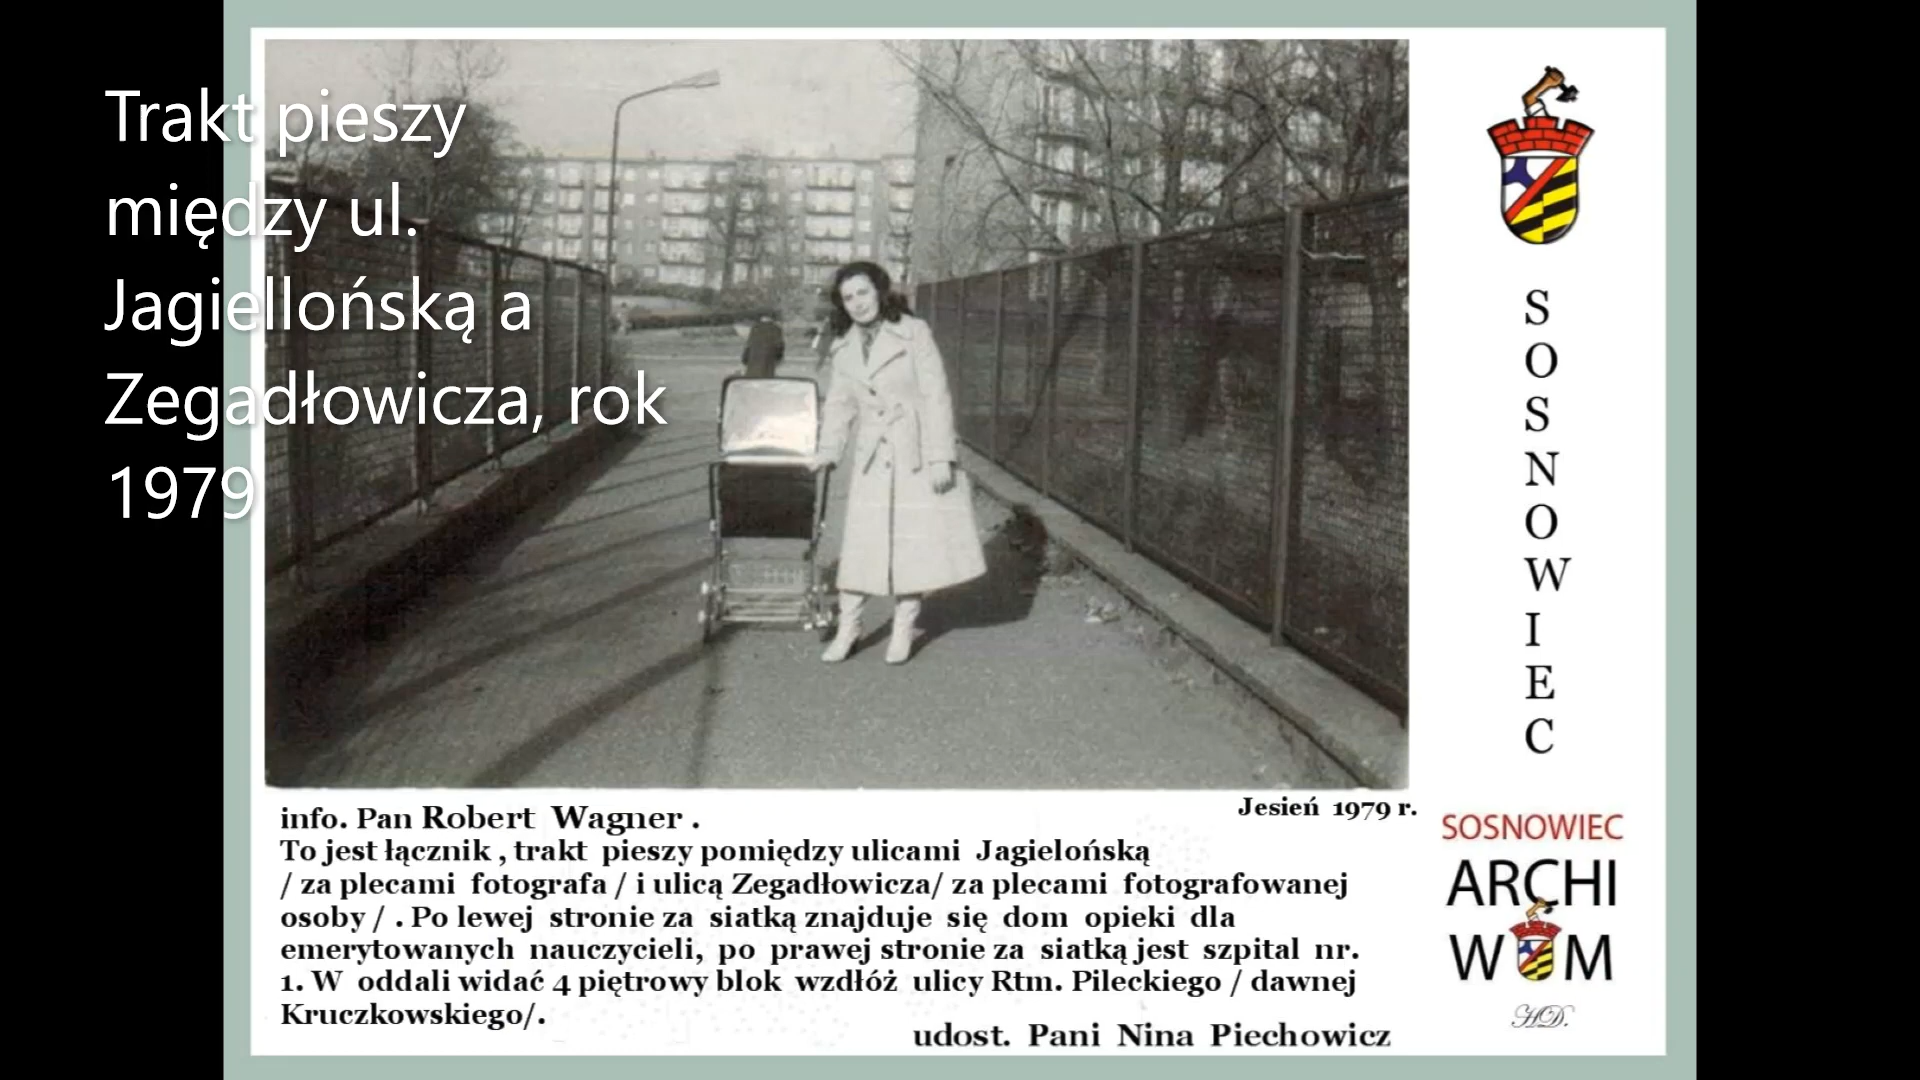 Trakt pieszy
między ul.
Jagiellońską a
Zegadłowicza, rok
1979
S
O
S
N
O
W
I
E
C
Jesień 1979 r.
info. Pan Robert Wagner .
To jest łącznik , trakt pieszy pomiędzy ulicami Jagielońską
/ za plecami fotografa / i ulicą Zegadłowicza/ za plecami fotografowanej
osoby / . Po lewej stronie za siatką znajduje się dom opieki dla
emerytowanych nauczycieli, po prawej stronie za siatką jest szpital nr.
1. W oddali widać 4 piętrowy blok wzdłóż ulicy Rtm. Pileckiego / dawnej
Kruczkowskiego/.
udost. Pani Nina Piechowicz
SOSNOWIEC
ARCHI
W M
HD.